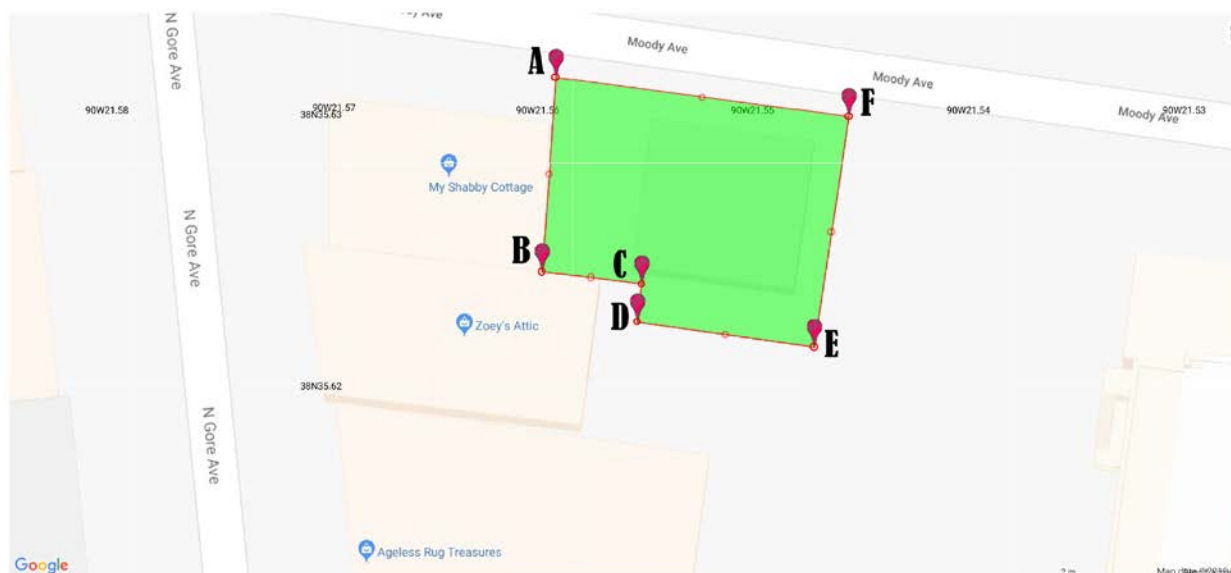 Moody Ave
Moody Ave
Moody Ave
N Gore Ave
A
F
90W21.58
90W21.57
90W21.56
90W21.55
90W21.54
90W21.53
38N35.63
My Shabby Cottage
N Gore Ave
B
C
D
E
Zoey's Attic
38N35.62
N Gore Ave
Ageless Rug Treasures
Google